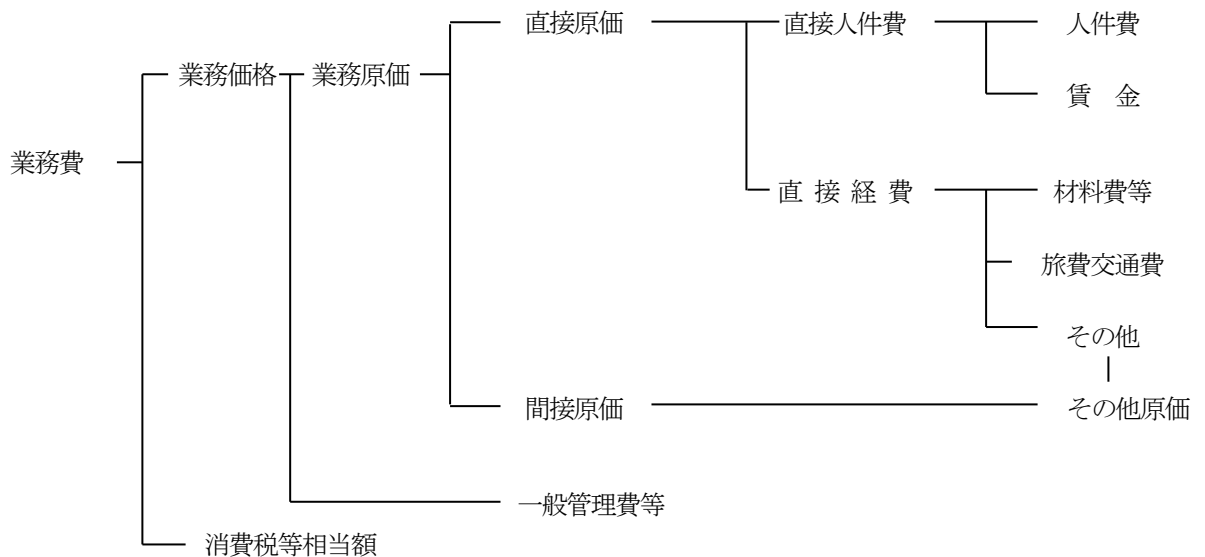 直接原価
直接人件費
人件費
業務価格
業務原価
賃　金
業務費
直 接 経 費
材料費等
旅費交通費
その他
間接原価
その他原価
一般管理費等
消費税等相当額